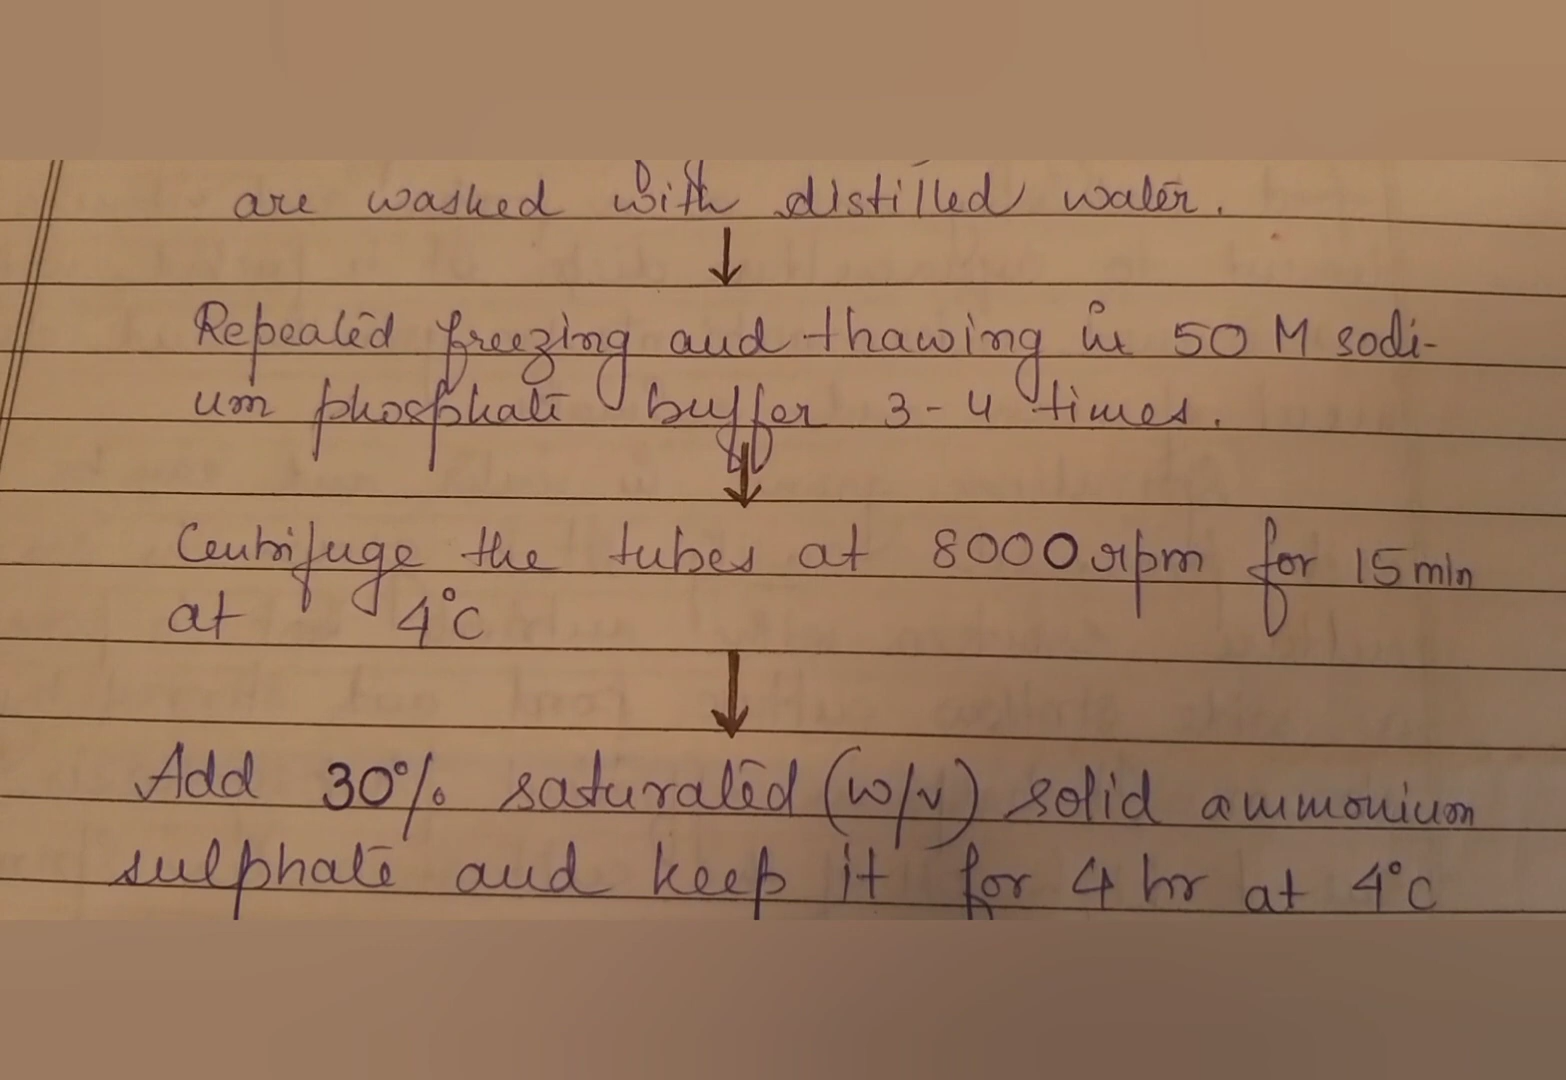 are washed with distilled water.
↓
Repeated freezing and thawing in 50 M sodi-
um phosphate buffer 3-4 times.
↓
Centrifuge the tubes at 8000 rpm for 15 min
at 4°C
↓
Add 30% saturated (w/v) solid ammonium
sulphate and keep it for 4 hr at 4°C